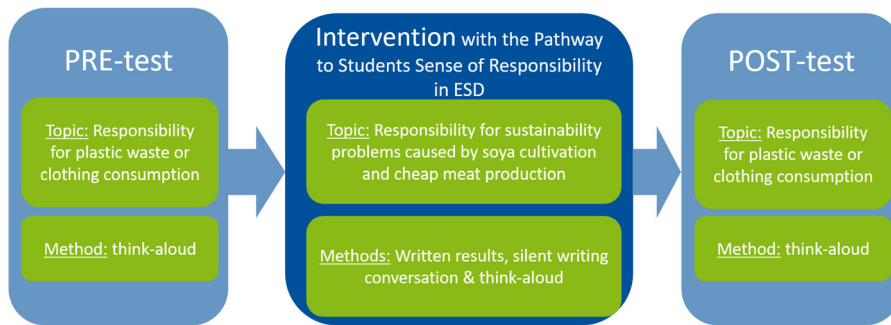 PRE-test
Topic: Responsibility
for plastic waste or
clothing consumption
Method: think-aloud
Intervention with the Pathway
to Students Sense of Responsibility
in ESD
Topic: Responsibility for sustainability
problems caused by soya cultivation
and cheap meat production
Methods: Written results, silent writing
conversation & think-aloud
POST-test
Topic: Responsibility
for plastic waste or
clothing consumption
Method: think-aloud